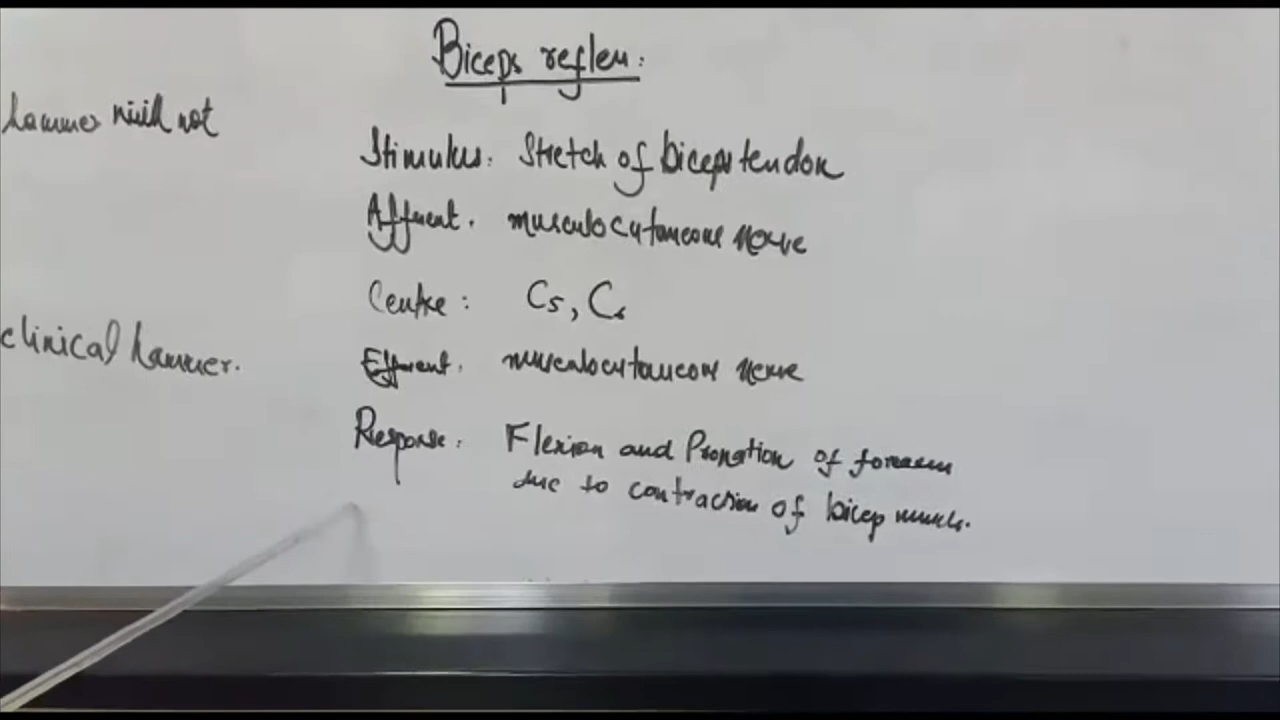 Biceps reflex:
hammer with not
Stimulus: Stretch of biceps tendon
Afferent. musculocutaneous nerve
Centre: C5, C6
clinical hammer.
Efferent. musculocutaneous nerve
Response: Flexion and Pronation of forearm
due to contraction of bicep muscle.